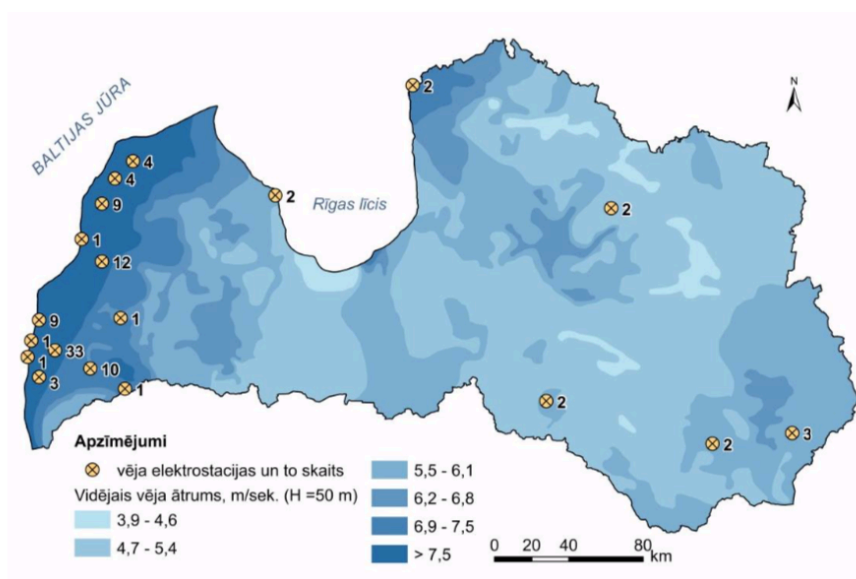 BALTIJAS JŪRA
N
2
4
4
9
2
Rīgas līcis
2
1
12
9
1
1
33
1
10
3
1
2
2
3
Apzīmējumi
vēja elektrostacijas un to skaits
Vidējais vēja ātrums, m/sek. (H =50 m)
3,9 - 4,6
4,7 - 5,4
5,5 - 6,1
6,2 - 6,8
6,9 - 7,5
> 7,5
0 20 40 80
km